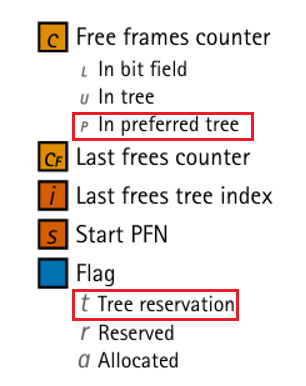 c Free frames counter
L In bit field
U In tree
P In preferred tree
CF Last frees counter
i Last frees tree index
s Start PFN
Flag
t Tree reservation
r Reserved
a Allocated